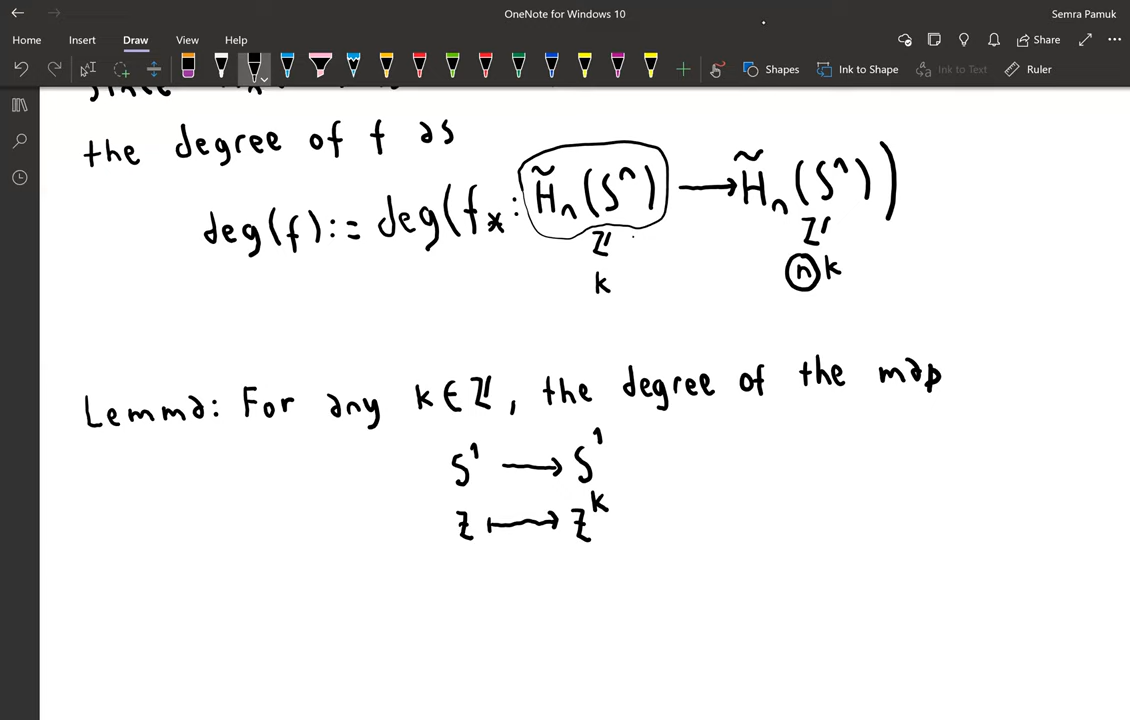 OneNote for Windows 10
Semra Pamuk
Home Insert Draw View Help
Share
Shapes Ink to Shape Ink to Text Ruler
since
the degree of f as
deg(f) := deg(f∗ : H̃ₙ(Sⁿ) → H̃ₙ(Sⁿ))
ℤ ℤ
k nk
Lemma: For any k ∈ ℤ, the degree of the map
S¹ → S¹
z ↦ zᵏ